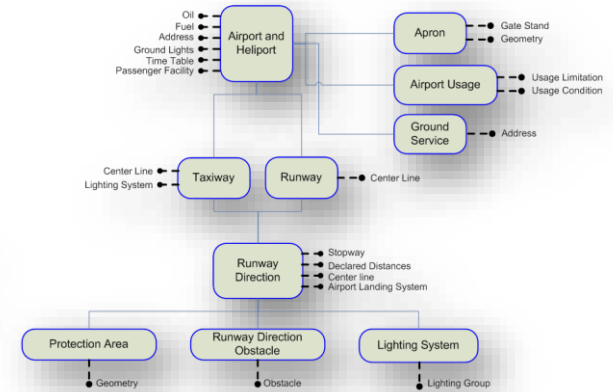 Oil
Fuel
Address
Ground Lights
Time Table
Passenger Facility
Airport and
Heliport
Apron
Gate Stand
Geometry
Airport Usage
Usage Limitation
Usage Condition
Ground
Service
Address
Center Line
Lighting System
Taxiway
Runway
Center Line
Runway
Direction
Stopway
Declared Distances
Center line
Airport Landing System
Protection Area
Geometry
Runway Direction
Obstacle
Obstacle
Lighting System
Lighting Group